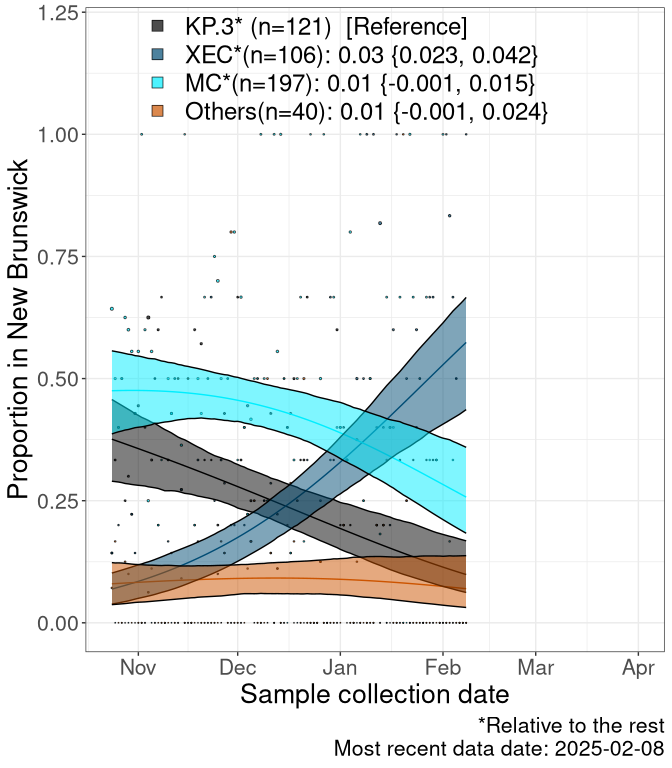 KP.3* (n=121)  [Reference]
XEC*(n=106): 0.03 {0.023, 0.042}
MC*(n=197): 0.01 {-0.001, 0.015}
Others(n=40): 0.01 {-0.001, 0.024}
1.25
1.00
0.75
0.50
0.25
0.00
Proportion in New Brunswick
Nov Dec Jan Feb Mar Apr
Sample collection date
*Relative to the rest
Most recent data date: 2025-02-08